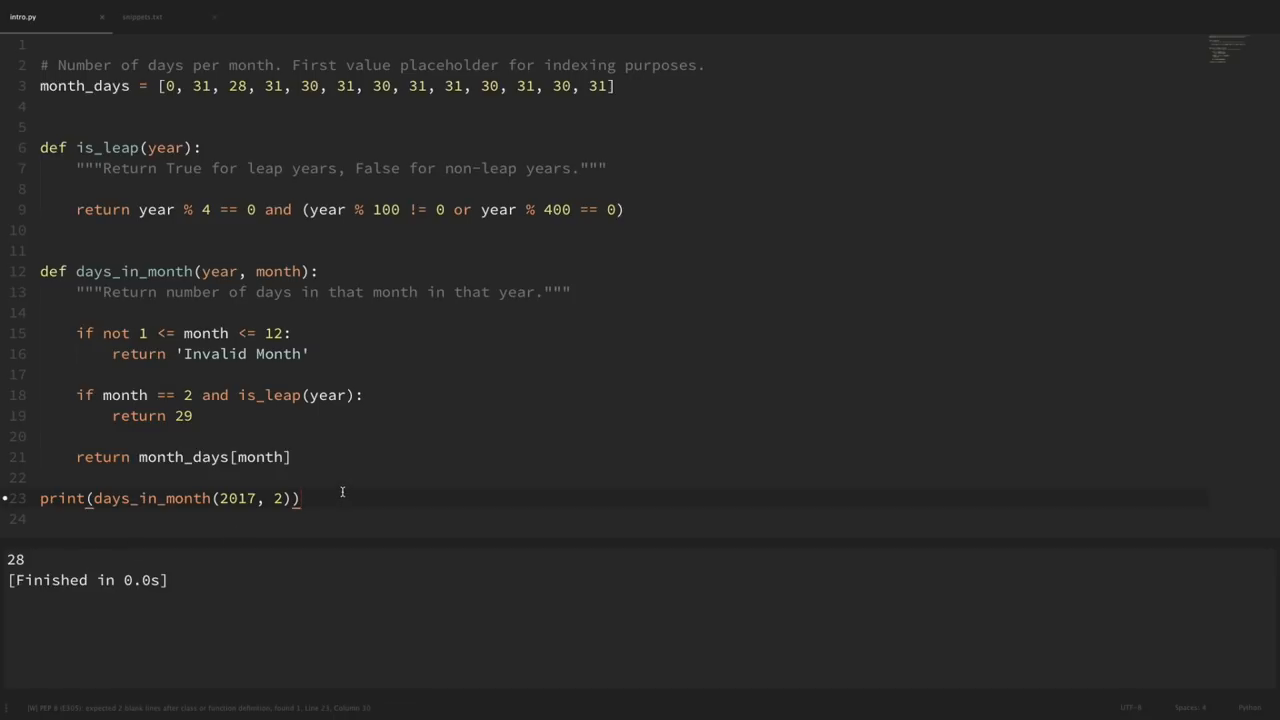 intro.py × snippets.txt ×
1
2 # Number of days per month. First value placeholder for indexing purposes.
3 month_days = [0, 31, 28, 31, 30, 31, 30, 31, 31, 30, 31, 30, 31]
4
5
6 def is_leap(year):
7     """Return True for leap years, False for non-leap years."""
8
9     return year % 4 == 0 and (year % 100 != 0 or year % 400 == 0)
10
11
12 def days_in_month(year, month):
13     """Return number of days in that month in that year."""
14
15     if not 1 <= month <= 12:
16         return 'Invalid Month'
17
18     if month == 2 and is_leap(year):
19         return 29
20
21     return month_days[month]
22
23 print(days_in_month(2017, 2))
24
28
[Finished in 0.0s]
[W] PEP 8 (E305): expected 2 blank lines after class or function definition, found 1, Line 23, Column 30 UTF-8 Spaces: 4 Python